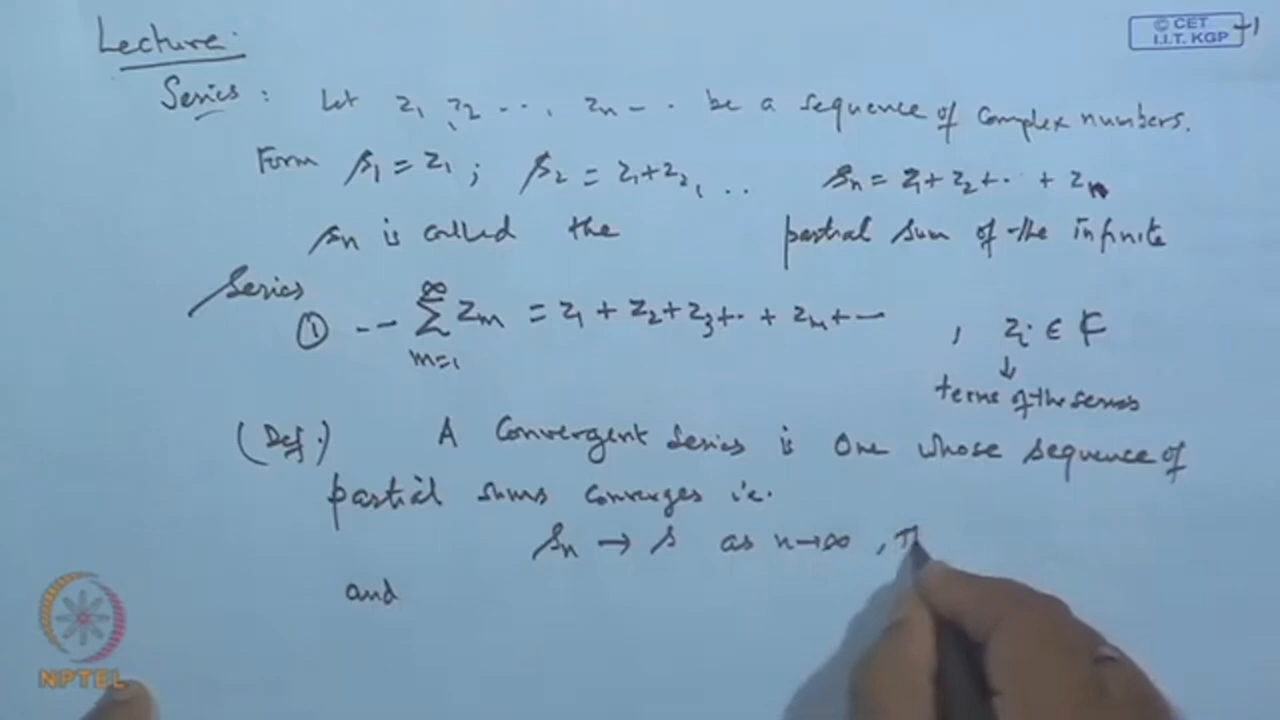 Lecture.
© CET
I.I.T. KGP
Series : Let z1, z2 ..., zn -... be a sequence of complex numbers.
Form s1 = z1 ; s2 = z1+z2, .. sn = z1+z2+.. + zn
sn is called the partial sum of the infinite
Series
① --- ∑_{m=1}^{∞} zm = z1 + z2 + z3 +.. + zm +--- , zi ∈ ₵
↓
terms of the series
(Def.) A Convergent Series is one whose sequence of
partial sums converges i.e.
sn → s as n→∞ ,
and
NPTEL